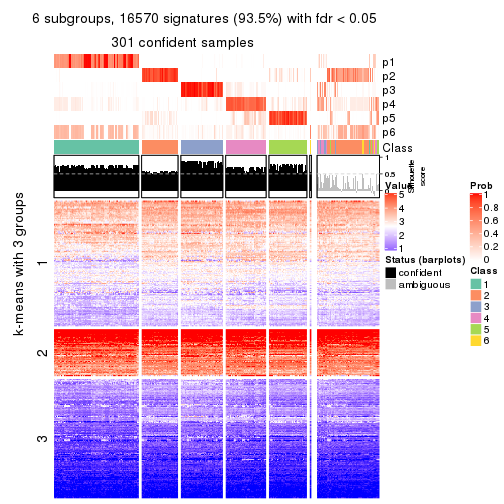 6 subgroups, 16570 signatures (93.5%) with fdr < 0.05
301 confident samples
p1
p2
p3
p4
p5
p6
Class
1
0.5
0
Silhouette
score
k-means with 3 groups
1
2
3
Value
5
4
3
2
1
Status (barplots)
confident
ambiguous
Prob
1
0.8
0.6
0.4
0.2
0
Class
1
2
3
4
5
6